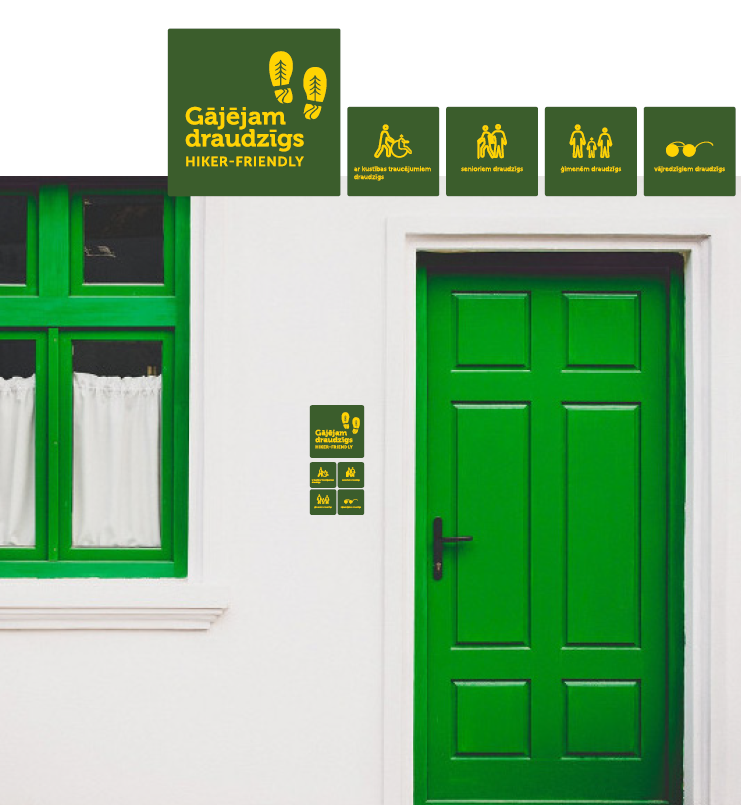 Gājējam
draudzīgs
HIKER-FRIENDLY
ar kustības traucējumiem
draudzīgs
senioriem draudzīgs
ģimenēm draudzīgs
vājredzīgiem draudzīgs
Gājējam
draudzīgs
HIKER-FRIENDLY